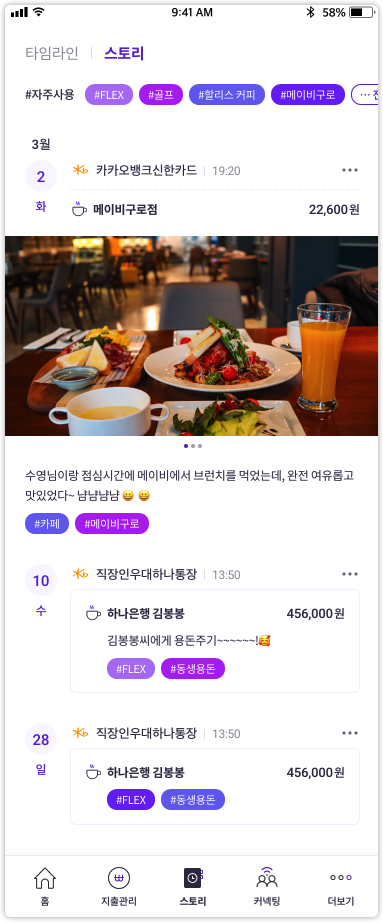 9:41 AM 58%
타임라인 스토리
#자주사용 #FLEX #골프 #할리스 커피 #메이비구로
3월
2 카카오뱅크신한카드 19:20
화 메이비구로점 22,600원
수영님이랑 점심시간에 메이비에서 브런치를 먹었는데, 완전 여유롭고
맛있었다~ 냠냠냠냠😀 😀
#카페 #메이비구로
10 직장인우대하나통장 13:50
수 하나은행 김봉봉 456,000원
김봉봉씨에게 용돈주기~~~~~~!🥰
#FLEX #동생용돈
28 직장인우대하나통장 13:50
일 하나은행 김봉봉 456,000원
#FLEX #동생용돈
홈 지출관리 스토리 커넥팅 더보기